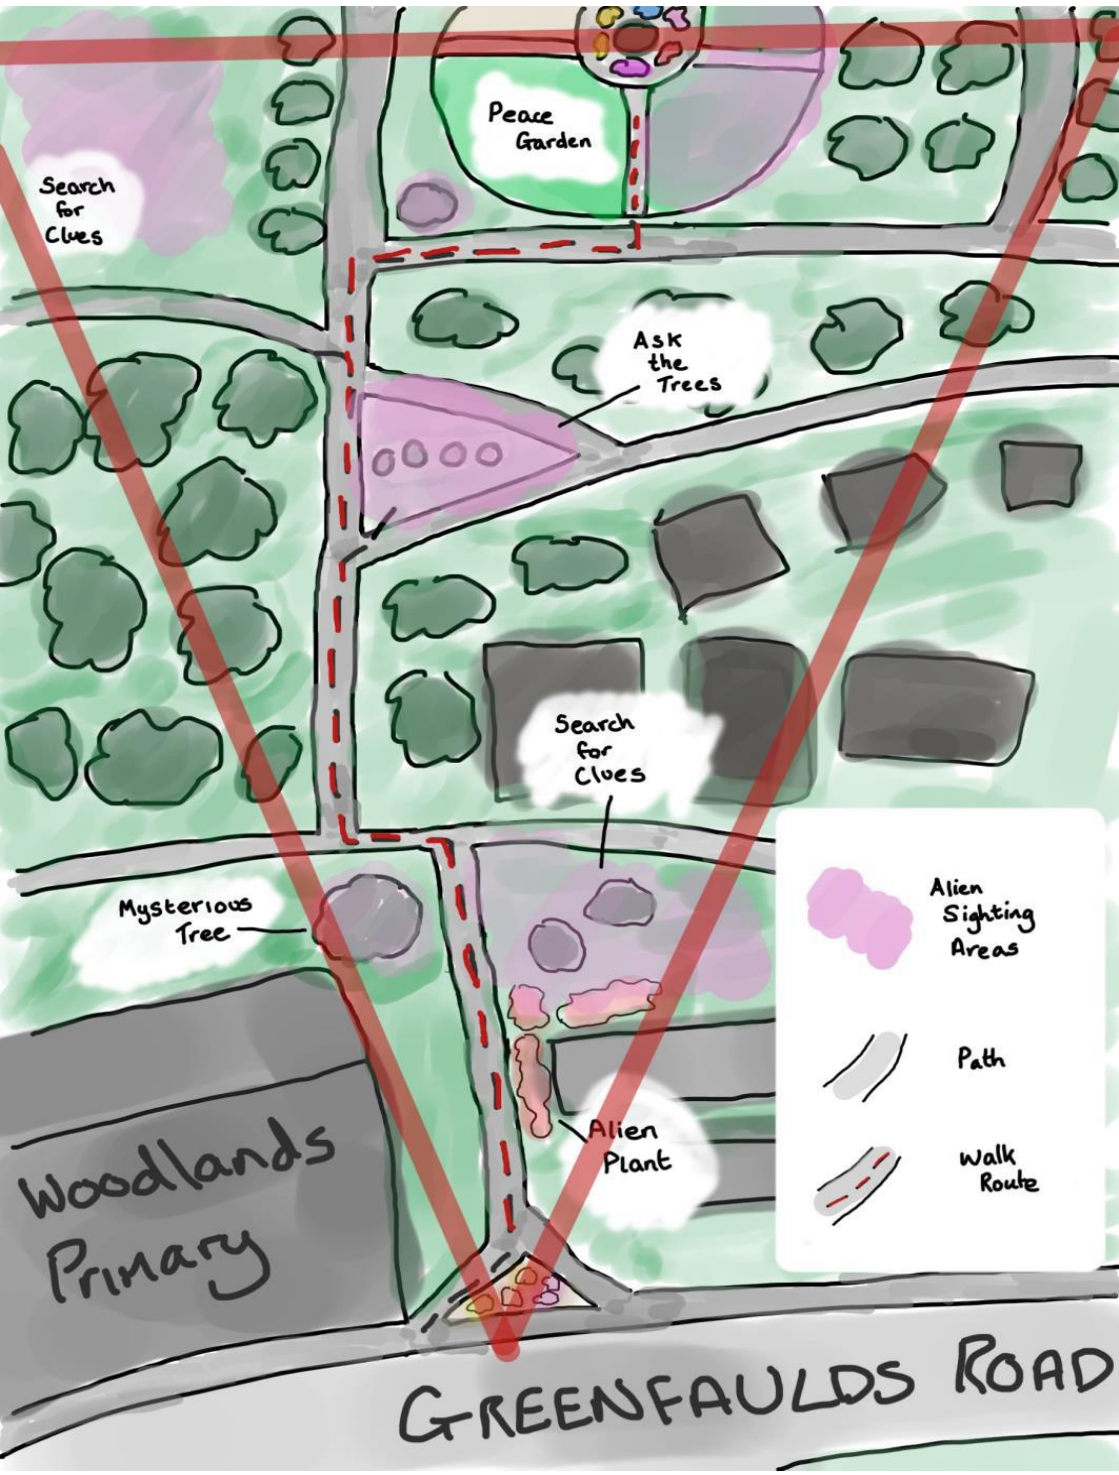 Peace
Garden
Search
for
Clues
Ask
the
Trees
Search
for
Clues
Mysterious
Tree
Alien
Sighting
Areas
Path
Alien
Plant
Walk
Route
Woodlands
Primary
GREENFAULDS ROAD